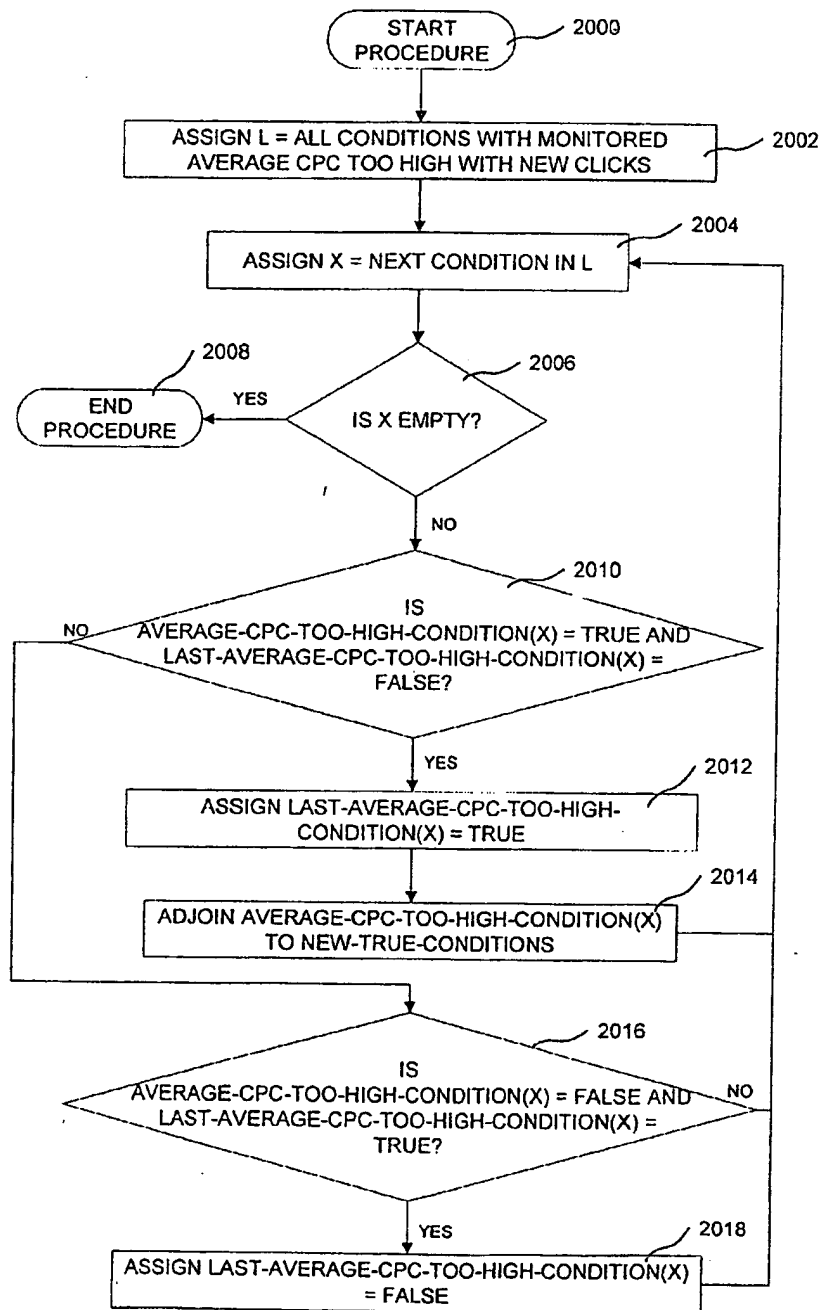 START
PROCEDURE
2000
ASSIGN L = ALL CONDITIONS WITH MONITORED
AVERAGE CPC TOO HIGH WITH NEW CLICKS
2002
2004
ASSIGN X = NEXT CONDITION IN L
2008
2006
YES
END
PROCEDURE
IS X EMPTY?
NO
2010
IS
NO
AVERAGE-CPC-TOO-HIGH-CONDITION(X) = TRUE AND
LAST-AVERAGE-CPC-TOO-HIGH-CONDITION(X) =
FALSE?
YES
2012
ASSIGN LAST-AVERAGE-CPC-TOO-HIGH-
CONDITION(X) = TRUE
2014
ADJOIN AVERAGE-CPC-TOO-HIGH-CONDITION(X)
TO NEW-TRUE-CONDITIONS
2016
IS
AVERAGE-CPC-TOO-HIGH-CONDITION(X) = FALSE AND
NO
LAST-AVERAGE-CPC-TOO-HIGH-CONDITION(X) =
TRUE?
YES
2018
ASSIGN LAST-AVERAGE-CPC-TOO-HIGH-CONDITION(X)
= FALSE